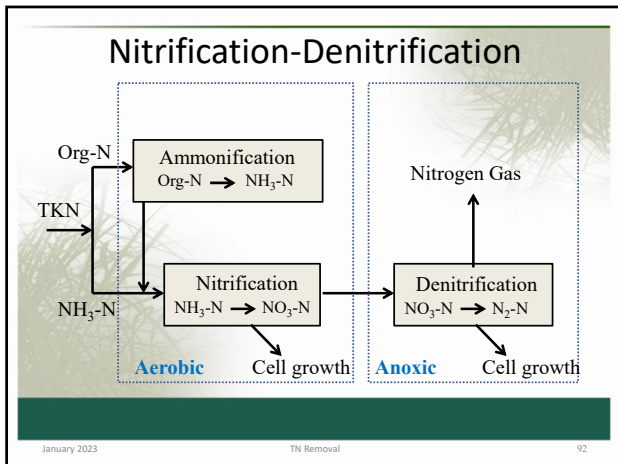 Nitrification-Denitrification
Org-N
Ammonification
Org-N → NH₃-N
TKN
NH₃-N
Nitrification
NH₃-N → NO₃-N
Cell growth
Aerobic
Nitrogen Gas
Denitrification
NO₃-N → N₂-N
Cell growth
Anoxic
January 2023
TN Removal
92